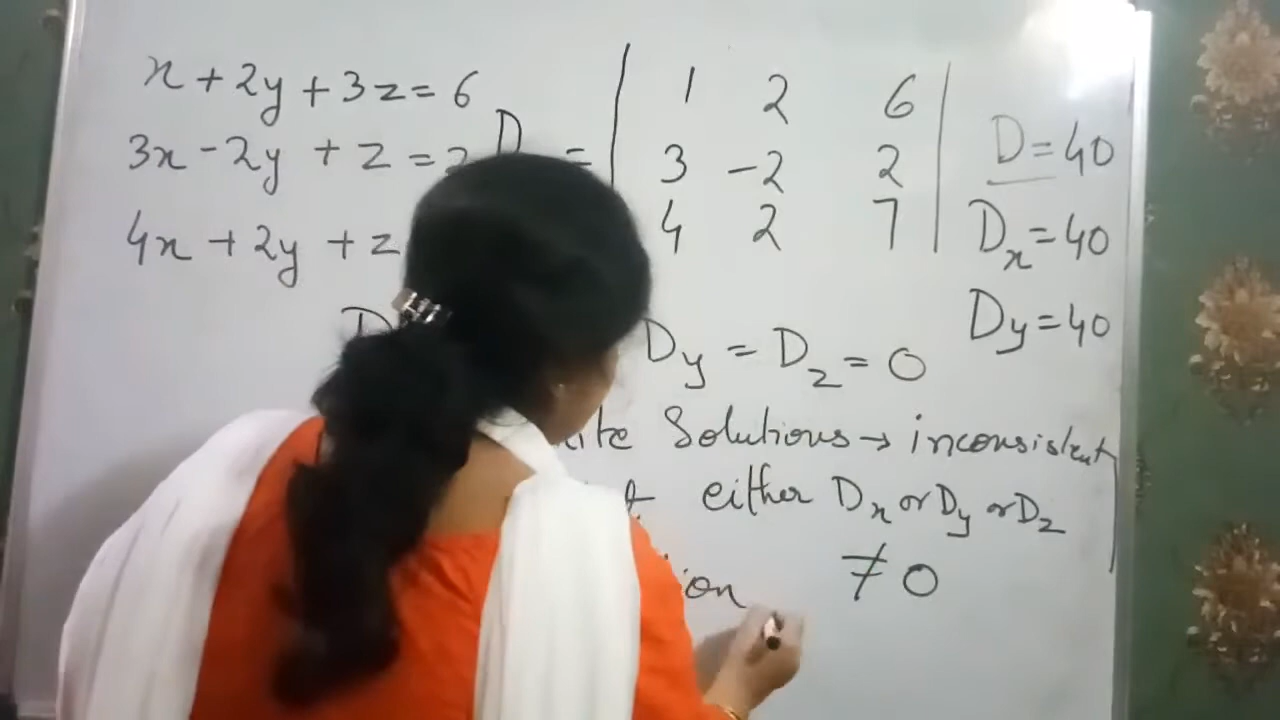 x + 2y + 3z = 6
3x - 2y + z =
4x + 2y + z
D =
| 1 2 6 |
| 3 -2 2 |
| 4 2 7 |
D = 40
Dx = 40
Dy = 40
D Dy = Dz = 0
Solutions → inconsistent
either Dx or Dy or Dz
≠ 0